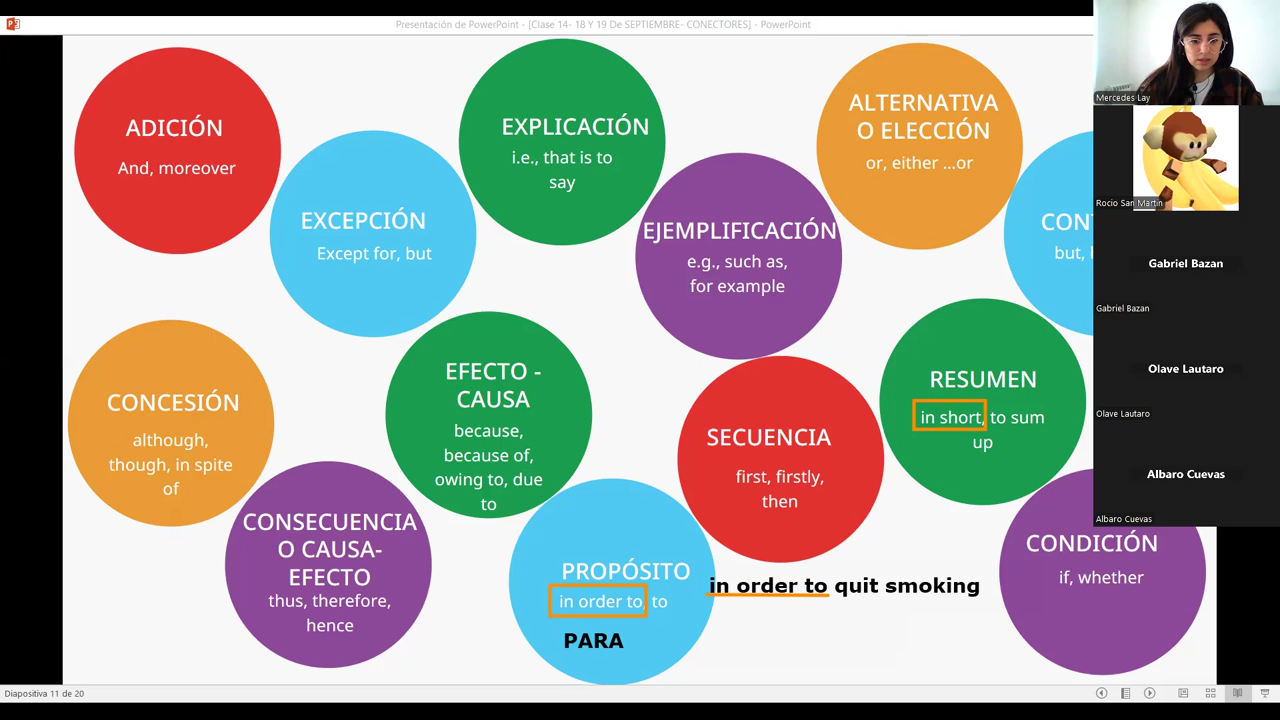 Presentación de PowerPoint - [Clase 14- 18 Y 19 De SEPTIEMBRE- CONECTORES] - PowerPoint
ADICIÓN
And, moreover
EXCEPCIÓN
Except for, but
EXPLICACIÓN
i.e., that is to
say
EJEMPLIFICACIÓN
e.g., such as,
for example
ALTERNATIVA
O ELECCIÓN
or, either ...or
but,
CONCESIÓN
although,
though, in spite
of
EFECTO -
CAUSA
because,
because of,
owing to, due
to
SECUENCIA
first, firstly,
then
RESUMEN
in short, to sum
up
CONSECUENCIA
O CAUSA-
EFECTO
thus, therefore,
hence
PROPÓSITO
in order to, to
PARA
in order to quit smoking
CONDICIÓN
if, whether
Mercedes Lay
Rocio San Martin
Gabriel Bazan
Gabriel Bazan
Olave Lautaro
Olave Lautaro
Albaro Cuevas
Albaro Cuevas
Diapositiva 11 de 20